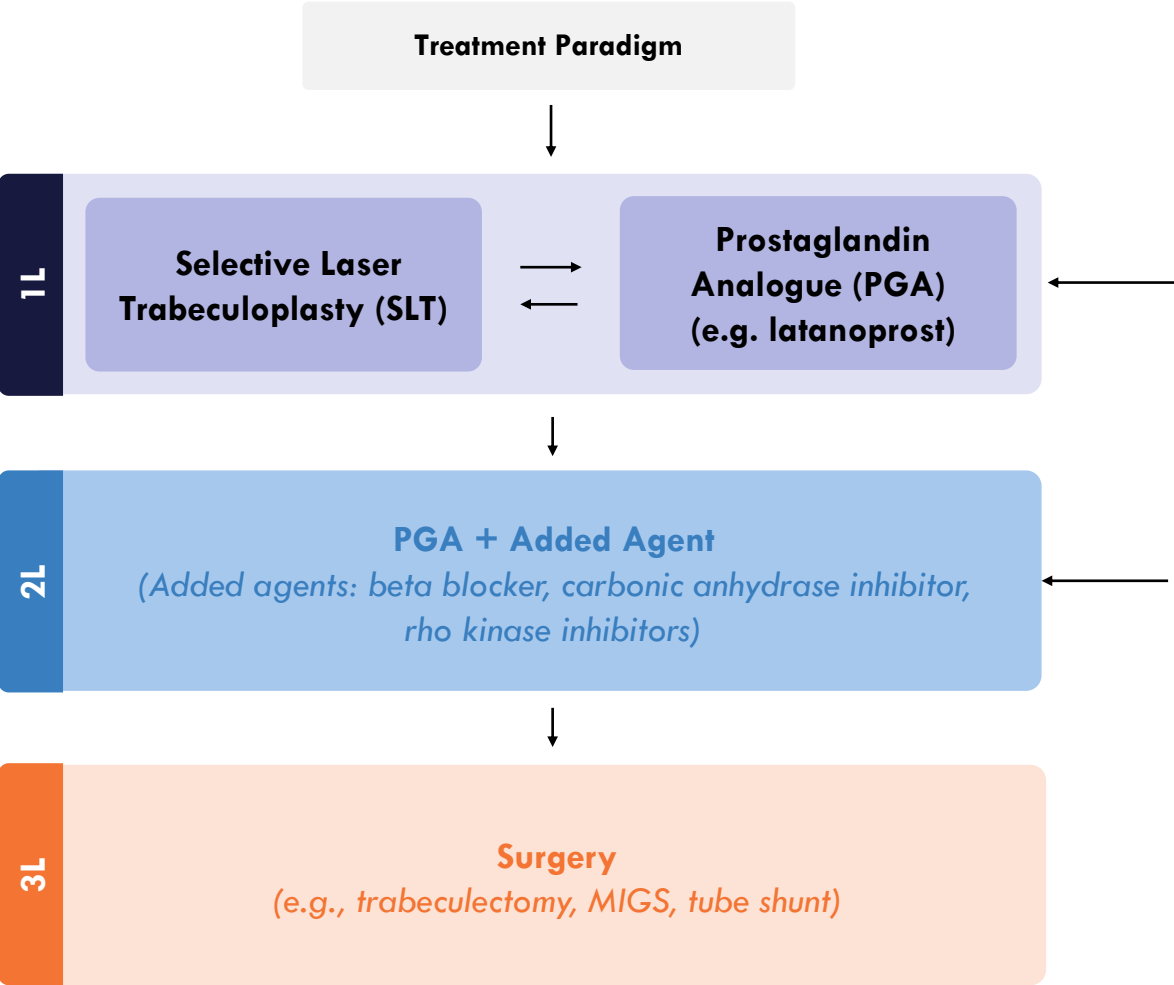 Treatment Paradigm
1L
Selective Laser
Trabeculoplasty (SLT)
Prostaglandin
Analogue (PGA)
(e.g. latanoprost)
2L
PGA + Added Agent
(Added agents: beta blocker, carbonic anhydrase inhibitor,
rho kinase inhibitors)
3L
Surgery
(e.g., trabeculectomy, MIGS, tube shunt)